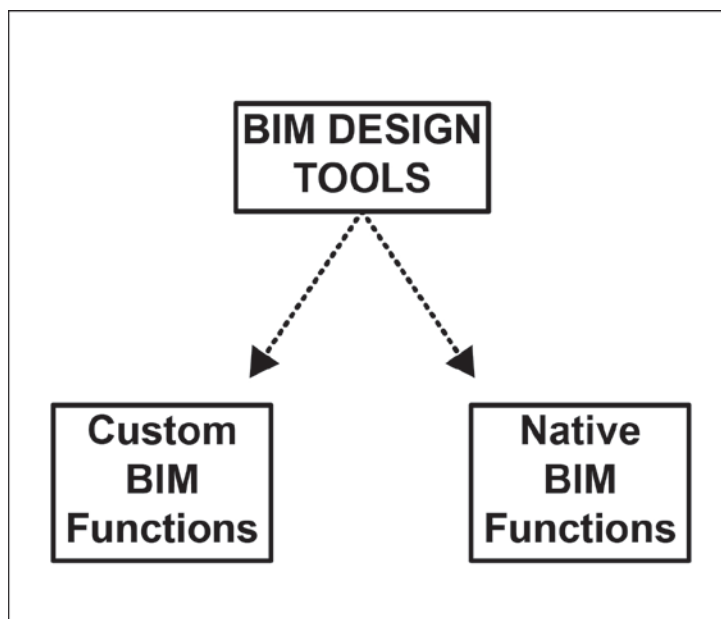 BIM DESIGN
TOOLS
Custom
BIM
Functions
Native
BIM
Functions